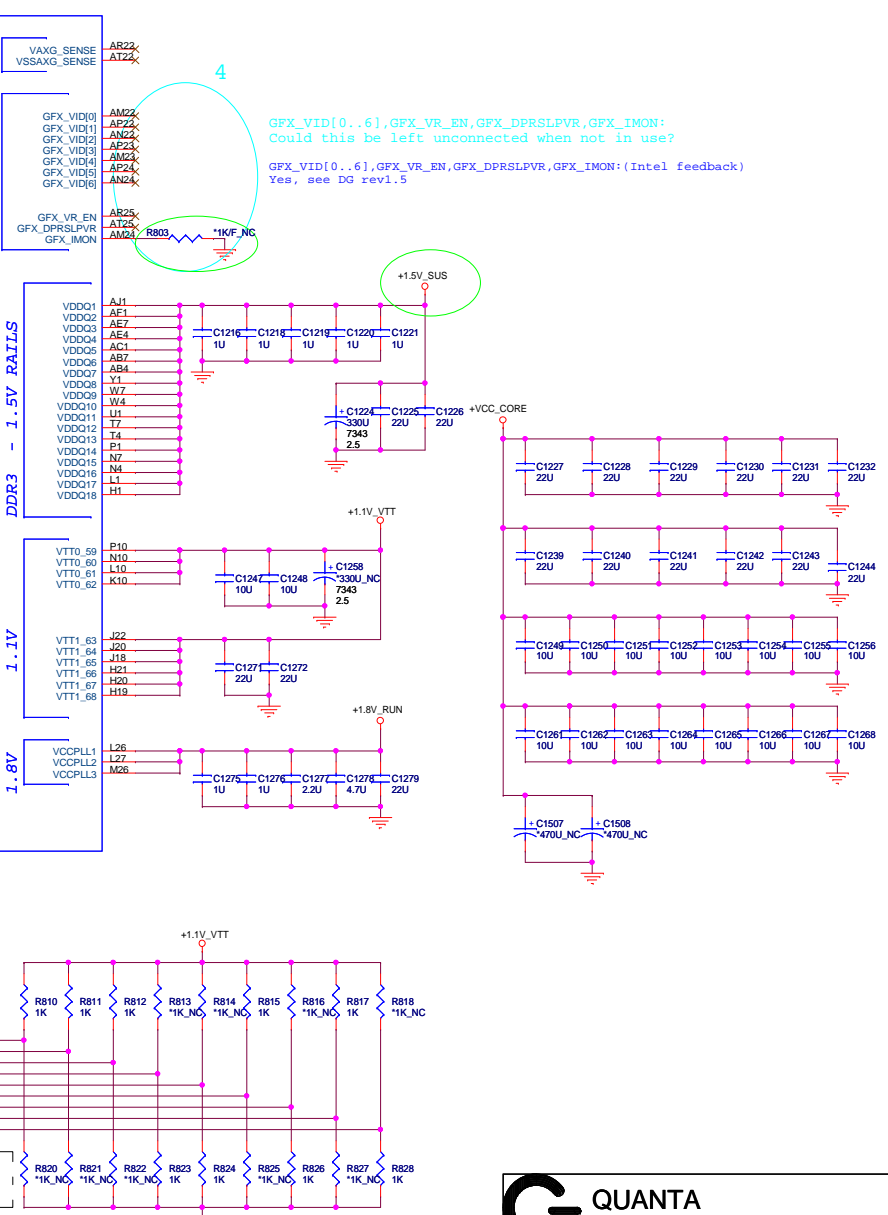 VAXG_SENSE AR22
VSSAXG_SENSE AT22
4
GFX_VID[0] AM22
GFX_VID[1] AP22
GFX_VID[2] AN22
GFX_VID[3] AP23
GFX_VID[4] AM23
GFX_VID[5] AP24
GFX_VID[6] AN24
GFX_VR_EN AR25
GFX_DPRSLPVR AT25
GFX_IMON AM24
R803 *1K/F_NC
GFX_VID[0..6],GFX_VR_EN,GFX_DPRSLPVR,GFX_IMON:
Could this be left unconnected when not in use?
GFX_VID[0..6],GFX_VR_EN,GFX_DPRSLPVR,GFX_IMON:(Intel feedback)
Yes, see DG rev1.5
+1.5V_SUS
DDR3 - 1.5V RAILS
VDDQ1 AJ1
VDDQ2 AF1
VDDQ3 AE7
VDDQ4 AE4
VDDQ5 AC1
VDDQ6 AB7
VDDQ7 AB4
VDDQ8 Y1
VDDQ9 W7
VDDQ10 W4
VDDQ11 U1
VDDQ12 T7
VDDQ13 T4
VDDQ14 P1
VDDQ15 N7
VDDQ16 N4
VDDQ17 L1
VDDQ18 H1
C1216 C1218 C1219 C1220 C1221
1U 1U 1U 1U 1U
+ C1224 C1225 C1226
330U 22U 22U
7343
2.5
+VCC_CORE
C1227 C1228 C1229 C1230 C1231 C1232
22U 22U 22U 22U 22U 22U
C1239 C1240 C1241 C1242 C1243 C1244
22U 22U 22U 22U 22U 22U
C1249 C1250 C1251 C1252 C1253 C1254 C1255 C1256
10U 10U 10U 10U 10U 10U 10U 10U
C1261 C1262 C1263 C1264 C1265 C1266 C1267 C1268
10U 10U 10U 10U 10U 10U 10U 10U
+ C1507 + C1508
*470U_NC *470U_NC
+1.1V_VTT
1.1V
VTT0_59 P10
VTT0_60 N10
VTT0_61 L10
VTT0_62 K10
C1247 C1248 + C1258
10U 10U *330U_NC
7343
2.5
VTT1_63 J22
VTT1_64 J20
VTT1_65 J18
VTT1_66 H21
VTT1_67 H20
VTT1_68 H19
C1271 C1272
22U 22U
+1.8V_RUN
1.8V
VCCPLL1 L26
VCCPLL2 L27
VCCPLL3 M26
C1275 C1276 C1277 C1278 C1279
1U 1U 2.2U 4.7U 22U
+1.1V_VTT
R810 R811 R812 R813 R814 R815 R816 R817 R818
1K 1K 1K *1K_NC *1K_NC 1K *1K_NC 1K *1K_NC
R820 R821 R822 R823 R824 R825 R826 R827 R828
*1K_NC *1K_NC *1K_NC 1K 1K *1K_NC 1K *1K_NC 1K
QUANTA